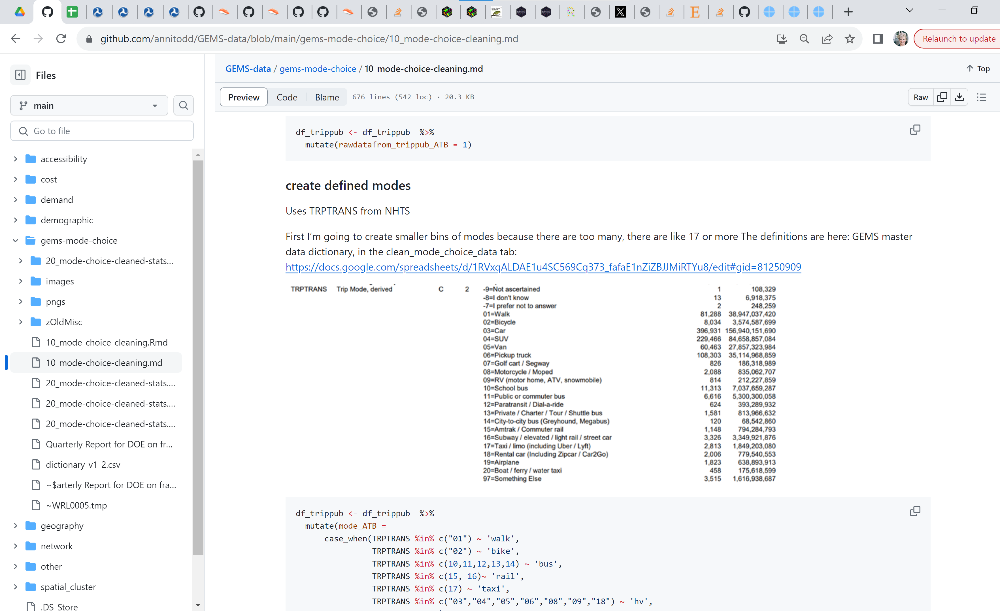 github.com/annitodd/GEMS-data/blob/main/gems-mode-choice/10_mode-choice-cleaning.md
Relaunch to update
Files
main
Go to file
accessibility
cost
demand
demographic
gems-mode-choice
20_mode-choice-cleaned-stats...
images
pngs
zOldMisc
10_mode-choice-cleaning.Rmd
10_mode-choice-cleaning.md
20_mode-choice-cleaned-stats....
20_mode-choice-cleaned-stats....
20_mode-choice-cleaned-stats....
Quarterly Report for DOE on fr...
dictionary_v1_2.csv
~$arterly Report for DOE on fra...
~WRL0005.tmp
geography
network
other
spatial_cluster
.DS_Store
GEMS-data / gems-mode-choice / 10_mode-choice-cleaning.md
Top
Preview Code Blame 676 lines (542 loc) · 20.3 KB
Raw
df_trippub <- df_trippub  %>%
  mutate(rawdatafrom_trippub_ATB = 1)
create defined modes
Uses TRPTRANS from NHTS
First I’m going to create smaller bins of modes because there are too many, there are like 17 or more The definitions are here: GEMS master
data dictionary, in the clean_mode_choice_data tab:
https://docs.google.com/spreadsheets/d/1RVxqALDAE1u4SC569Cq373_fafaE1nZiZBJJMiRTYu8/edit#gid=81250909
TRPTRANS Trip Mode, derived C 2 -9=Not ascertained 1 108,329
-8=I don't know 13 6,918,375
-7=I prefer not to answer 2 248,259
01=Walk 81,288 38,947,037,420
02=Bicycle 8,034 3,574,587,699
03=Car 396,931 156,940,151,690
04=SUV 229,466 84,658,857,084
05=Van 60,463 27,857,323,984
06=Pickup truck 108,303 35,114,968,859
07=Golf cart / Segway 826 186,318,989
08=Motorcycle / Moped 2,088 835,062,707
09=RV (motor home, ATV, snowmobile) 814 212,227,859
10=School bus 11,313 7,037,659,287
11=Public or commuter bus 6,616 5,300,300,058
12=Paratransit / Dial-a-ride 624 393,289,932
13=Private / Charter / Tour / Shuttle bus 1,581 813,966,632
14=City-to-city bus (Greyhound, Megabus) 120 68,542,860
15=Amtrak / Commuter rail 1,148 794,284,793
16=Subway / elevated / light rail / street car 3,326 3,349,921,876
17=Taxi / limo (including Uber / Lyft) 2,813 1,849,203,080
18=Rental car (Including Zipcar / Car2Go) 2,006 779,540,553
19=Airplane 1,823 638,893,913
20=Boat / ferry / water taxi 458 175,618,599
97=Something Else 3,515 1,616,938,687
df_trippub <- df_trippub  %>%
  mutate(mode_ATB =
      case_when(TRPTRANS %in% c("01") ~ 'walk',
                TRPTRANS %in% c("02") ~ 'bike',
                TRPTRANS %in% c(10,11,12,13,14) ~ 'bus',
                TRPTRANS %in% c(15, 16)~ 'rail',
                TRPTRANS %in% c(17) ~ 'taxi',
                TRPTRANS %in% c("03","04","05","06","08","09","18") ~ 'hv',